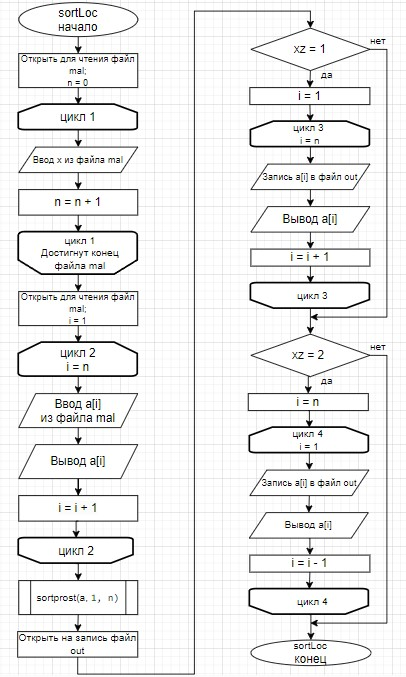 sortLoc
начало
Открыть для чтения файл
mal;
n = 0
цикл 1
Ввод x из файла mal
n = n + 1
цикл 1
Достигнут конец
файла mal
Открыть для чтения файл
mal;
i = 1
цикл 2
i = n
Ввод a[i]
из файла mal
Вывод a[i]
i = i + 1
цикл 2
sortprost(a, 1, n)
Открыть на запись файл
out
xz = 1
нет
да
i = 1
цикл 3
i = n
Запись a[i] в файл out
Вывод a[i]
i = i + 1
цикл 3
xz = 2
нет
да
i = n
цикл 4
i = 1
Запись a[i] в файл out
Вывод a[i]
i = i - 1
цикл 4
sortLoc
конец